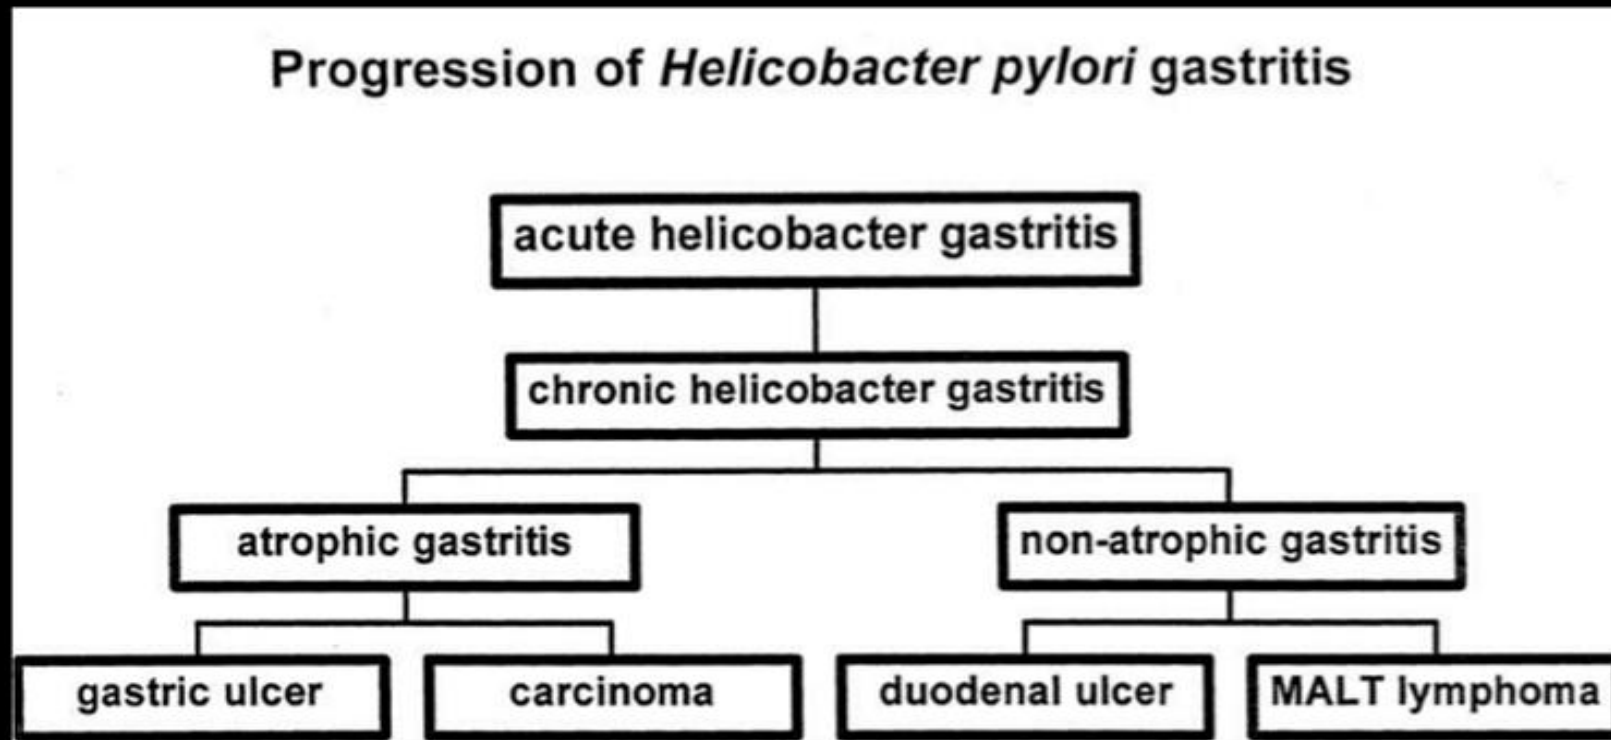 Progression of Helicobacter pylori gastritis
acute helicobacter gastritis
chronic helicobacter gastritis
atrophic gastritis
non-atrophic gastritis
gastric ulcer
carcinoma
duodenal ulcer
MALT lymphoma